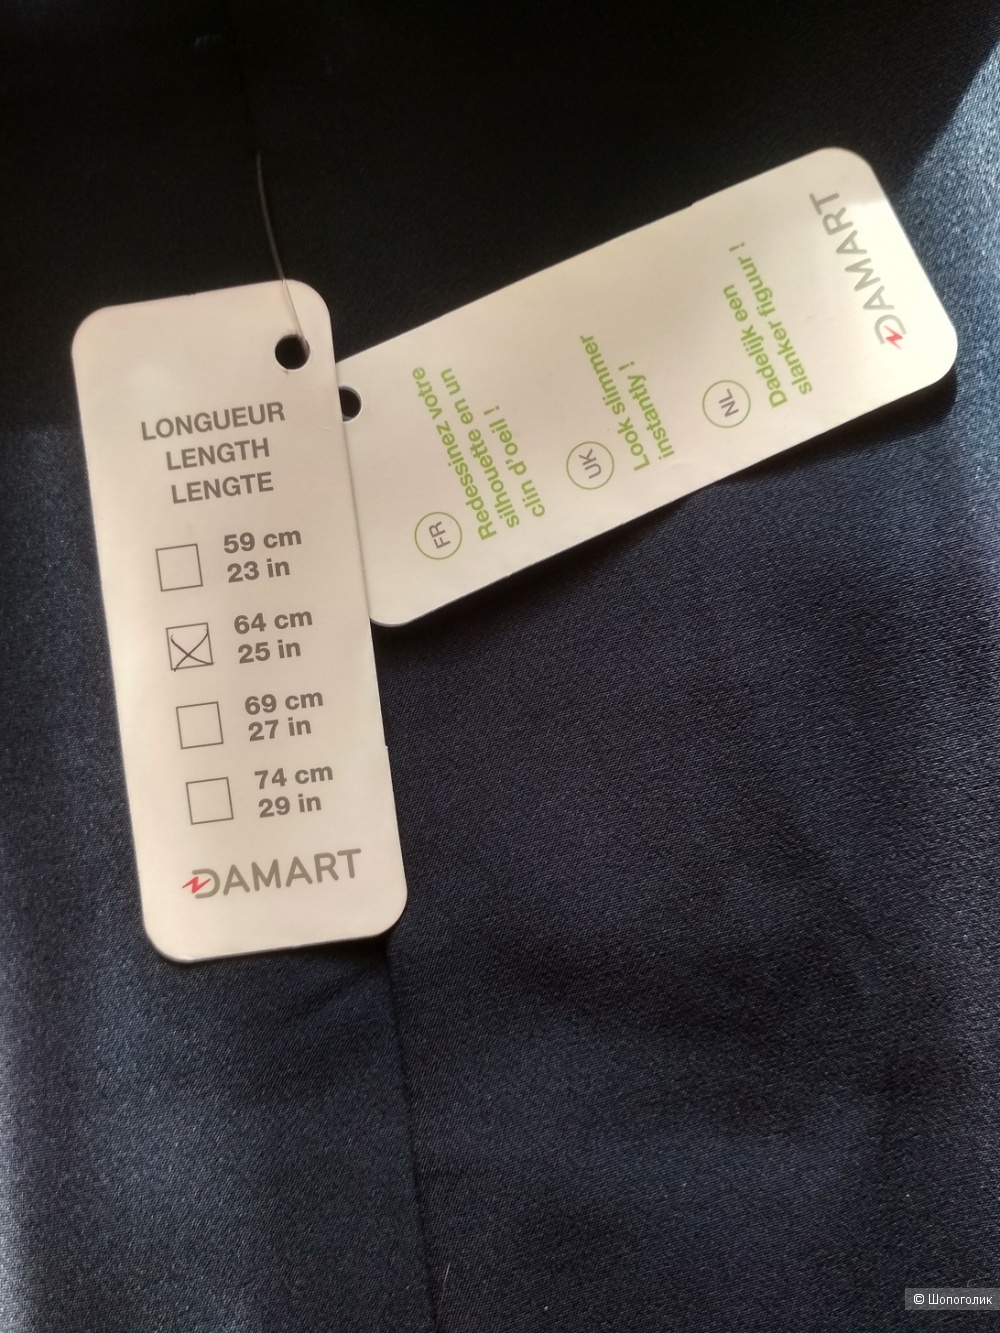 LONGUEUR
LENGTH
LENGTE
59 cm
23 in
64 cm
25 in
69 cm
27 in
74 cm
29 in
DAMART
FR
Redessinez votre
silhouette en un
clin d'oeil !
UK
Look slimmer
instantly !
NL
Dadelijk een
slanker figuur !
DAMART
© Шопоголик